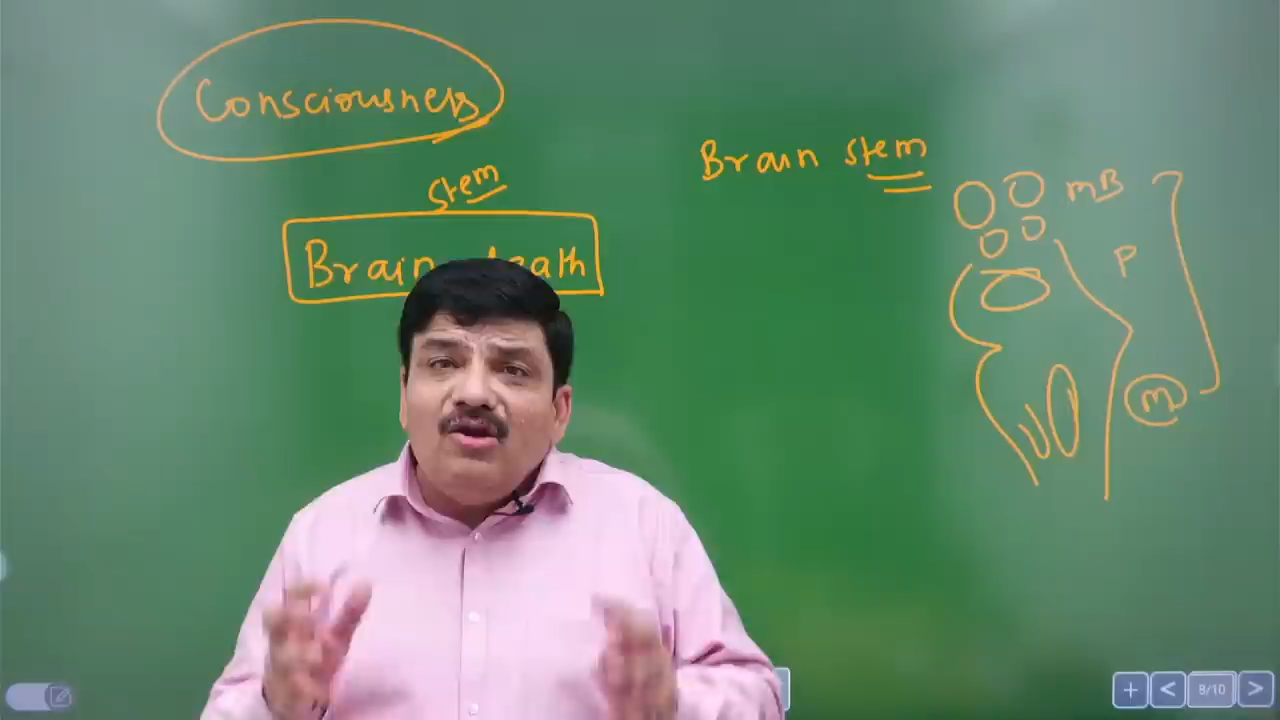 Consciousness
stem
Brain death
Brain stem
mB
P
m
8/10